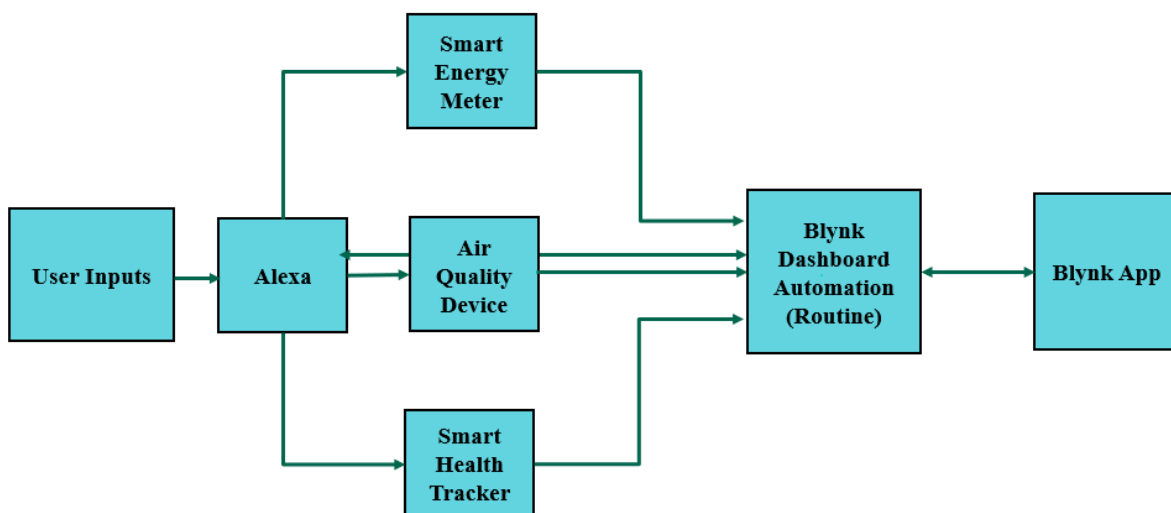 Smart
Energy
Meter
User Inputs
Alexa
Air
Quality
Device
Blynk
Dashboard
Automation
(Routine)
Blynk App
Smart
Health
Tracker